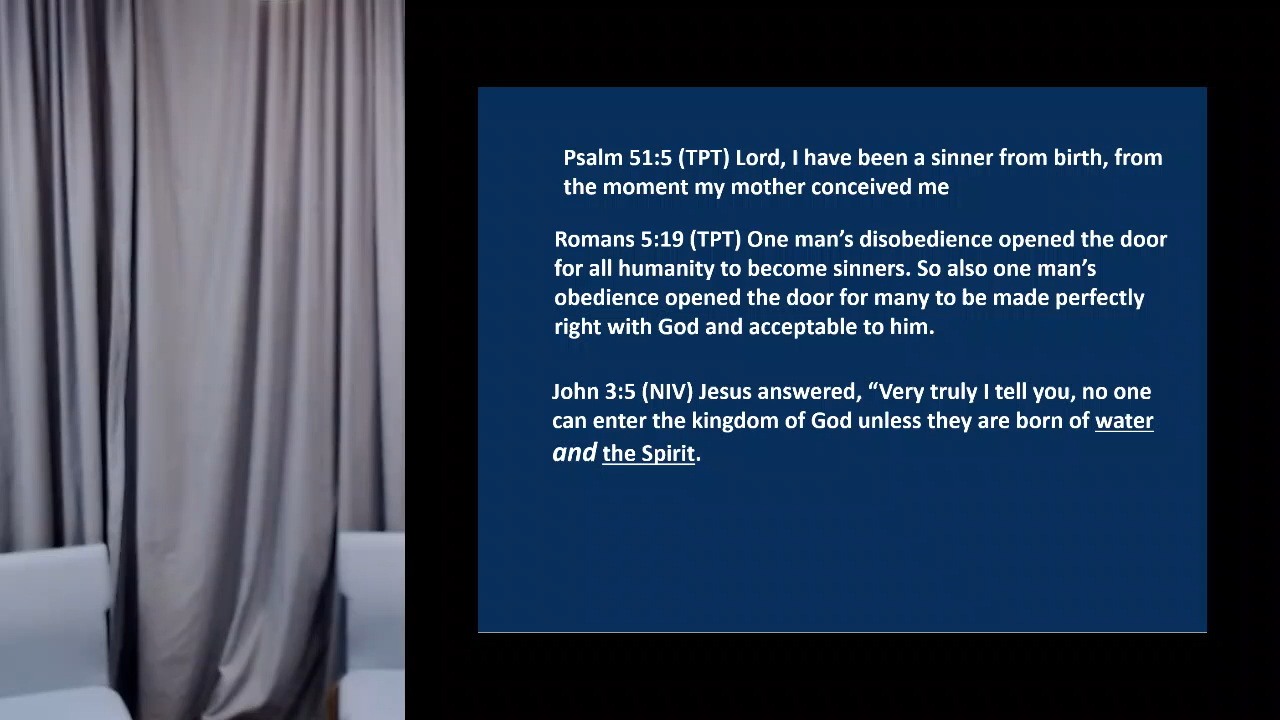 Psalm 51:5 (TPT) Lord, I have been a sinner from birth, from
the moment my mother conceived me
Romans 5:19 (TPT) One man’s disobedience opened the door
for all humanity to become sinners. So also one man’s
obedience opened the door for many to be made perfectly
right with God and acceptable to him.
John 3:5 (NIV) Jesus answered, “Very truly I tell you, no one
can enter the kingdom of God unless they are born of water
and the Spirit.